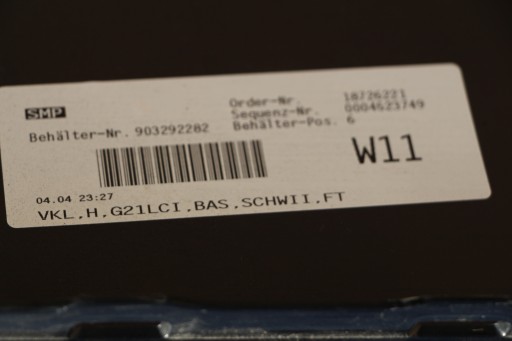 SMP
Order-Nr. 18726221
Sequenz-Nr. 0004623749
Behälter-Nr. 903292282 Behälter-Pos. 6
W11
04.04 23:27
VKL.H.G21LCI.BAS.SCHWII.FT